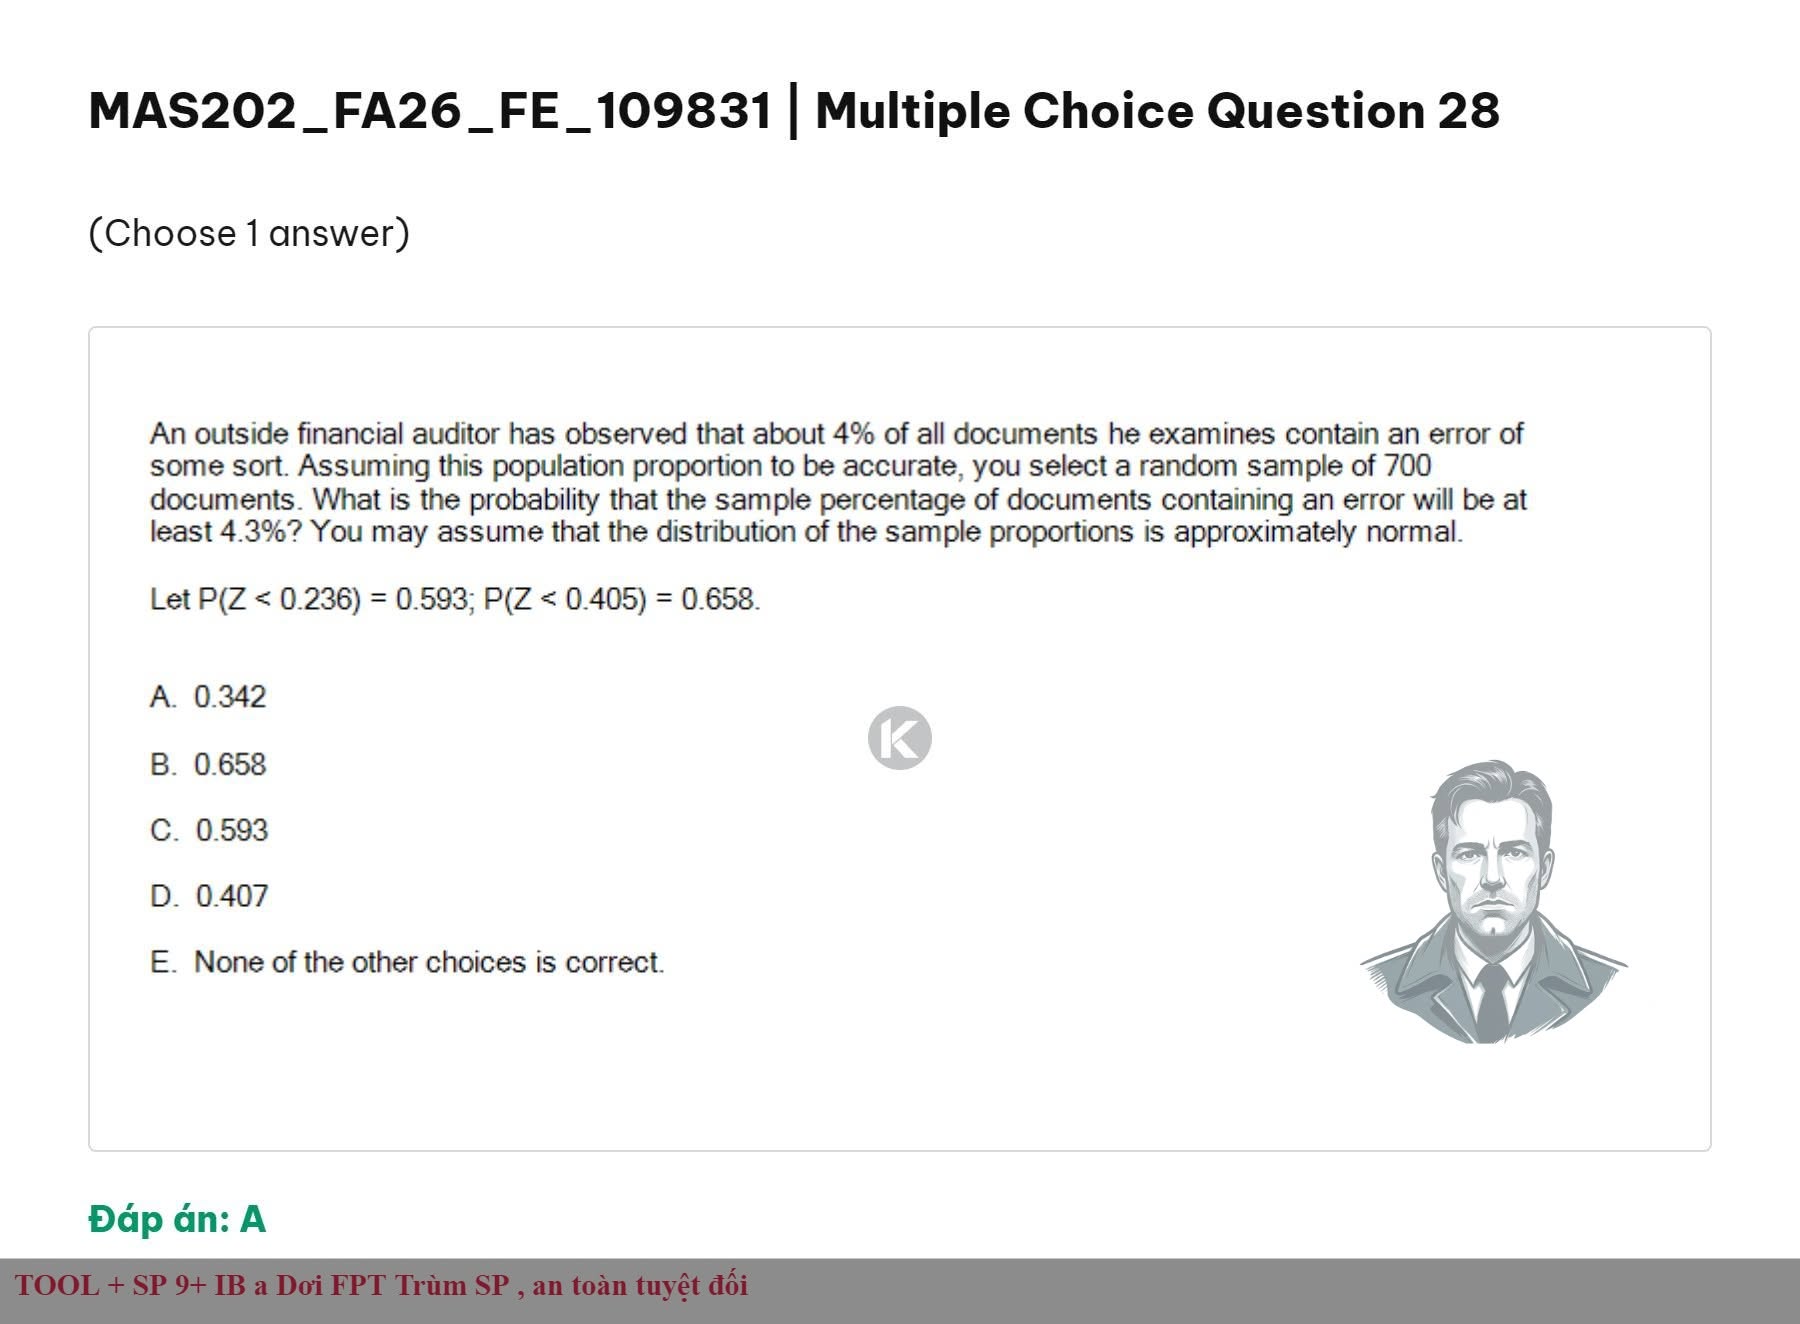 MAS202_FA26_FE_109831 | Multiple Choice Question 28
(Choose 1 answer)
An outside financial auditor has observed that about 4% of all documents he examines contain an error of
some sort. Assuming this population proportion to be accurate, you select a random sample of 700
documents. What is the probability that the sample percentage of documents containing an error will be at
least 4.3%? You may assume that the distribution of the sample proportions is approximately normal.
Let P(Z < 0.236) = 0.593; P(Z < 0.405) = 0.658.
A. 0.342
B. 0.658
K
C. 0.593
D. 0.407
E. None of the other choices is correct.
Đáp án: A
TOOL + SP 9+ IB a Dơi FPT Trùm SP , an toàn tuyệt đối